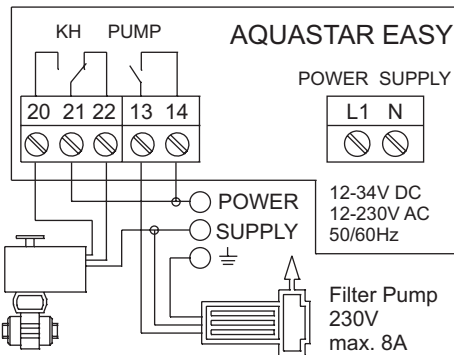 KH PUMP AQUASTAR EASY
POWER SUPPLY
20 21 22 13 14 L1 N
POWER
SUPPLY
12-34V DC
12-230V AC
50/60Hz
Filter Pump
230V
max. 8A